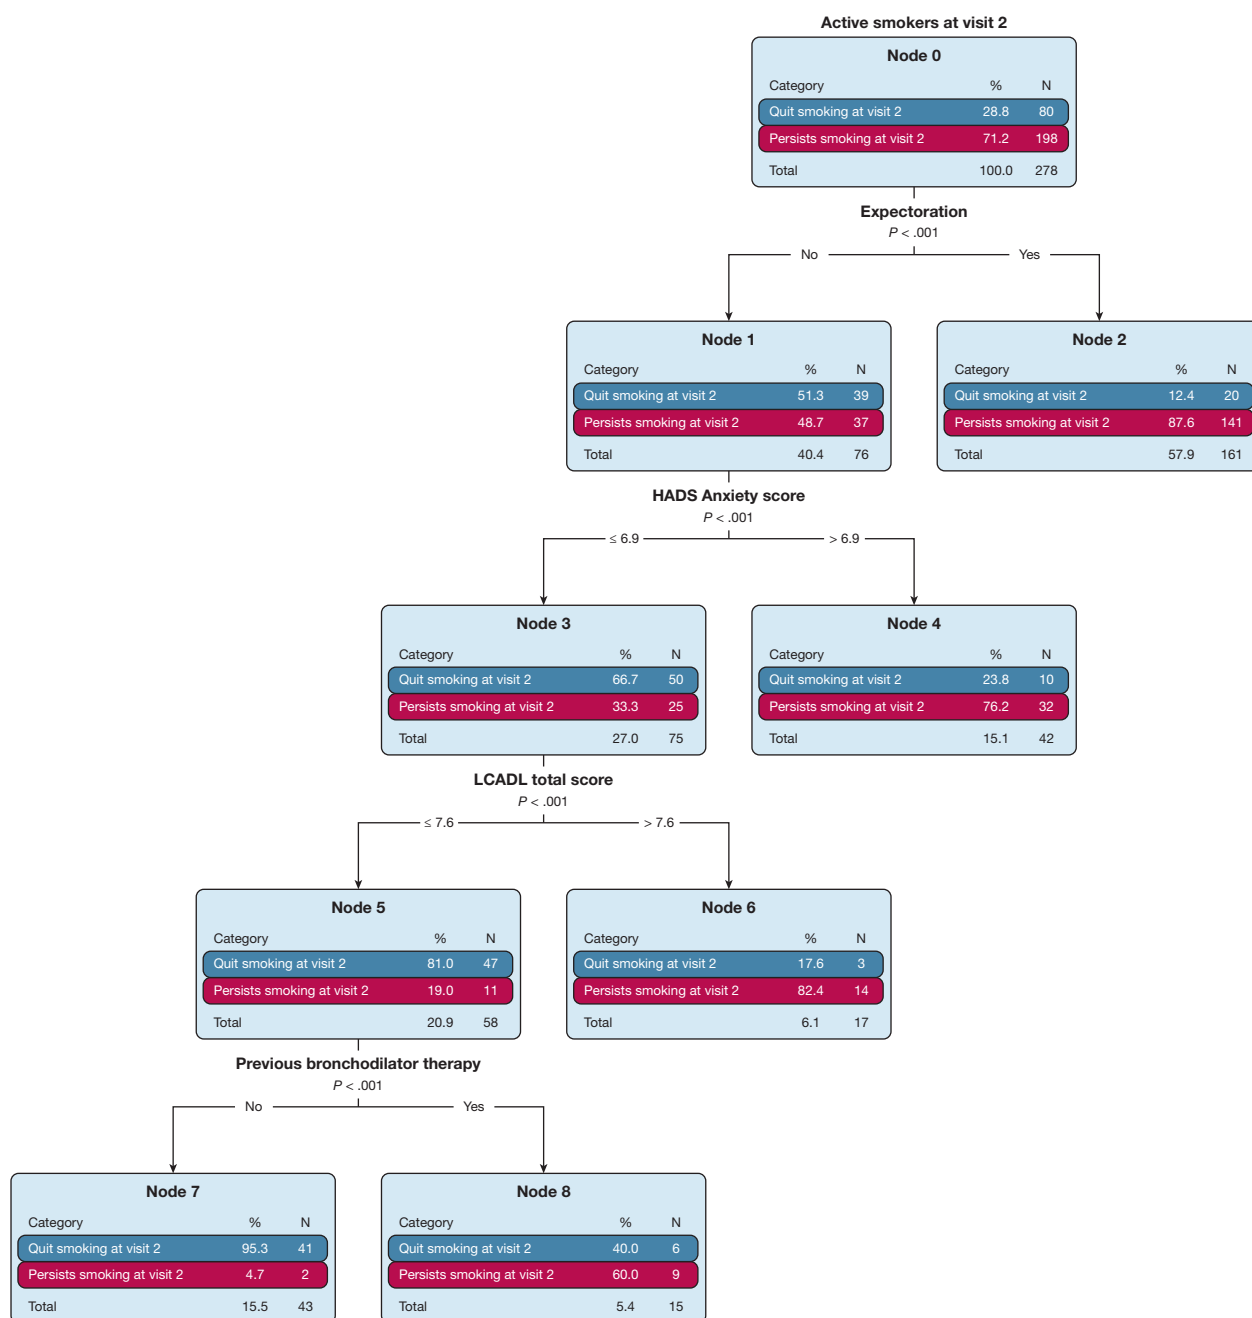 Active smokers at visit 2
Node 0
Category % N
Quit smoking at visit 2 28.8 80
Persists smoking at visit 2 71.2 198
Total 100.0 278
Expectoration
P < .001
No Yes
Node 1
Category % N
Quit smoking at visit 2 51.3 39
Persists smoking at visit 2 48.7 37
Total 40.4 76
Node 2
Category % N
Quit smoking at visit 2 12.4 20
Persists smoking at visit 2 87.6 141
Total 57.9 161
HADS Anxiety score
P < .001
≤ 6.9 > 6.9
Node 3
Category % N
Quit smoking at visit 2 66.7 50
Persists smoking at visit 2 33.3 25
Total 27.0 75
Node 4
Category % N
Quit smoking at visit 2 23.8 10
Persists smoking at visit 2 76.2 32
Total 15.1 42
LCADL total score
P < .001
≤ 7.6 > 7.6
Node 5
Category % N
Quit smoking at visit 2 81.0 47
Persists smoking at visit 2 19.0 11
Total 20.9 58
Node 6
Category % N
Quit smoking at visit 2 17.6 3
Persists smoking at visit 2 82.4 14
Total 6.1 17
Previous bronchodilator therapy
P < .001
No Yes
Node 7
Category % N
Quit smoking at visit 2 95.3 41
Persists smoking at visit 2 4.7 2
Total 15.5 43
Node 8
Category % N
Quit smoking at visit 2 40.0 6
Persists smoking at visit 2 60.0 9
Total 5.4 15